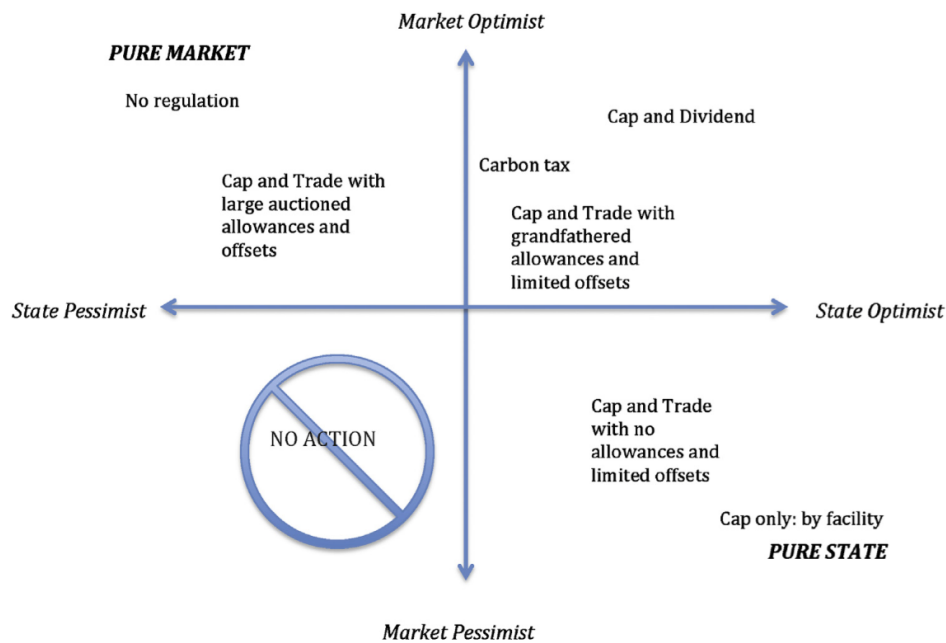 Market Optimist
PURE MARKET
No regulation
Cap and Dividend
Carbon tax
Cap and Trade with
large auctioned
allowances and
offsets
Cap and Trade with
grandfathered
allowances and
limited offsets
State Pessimist
State Optimist
NO ACTION
Cap and Trade
with no
allowances and
limited offsets
Cap only: by facility
PURE STATE
Market Pessimist